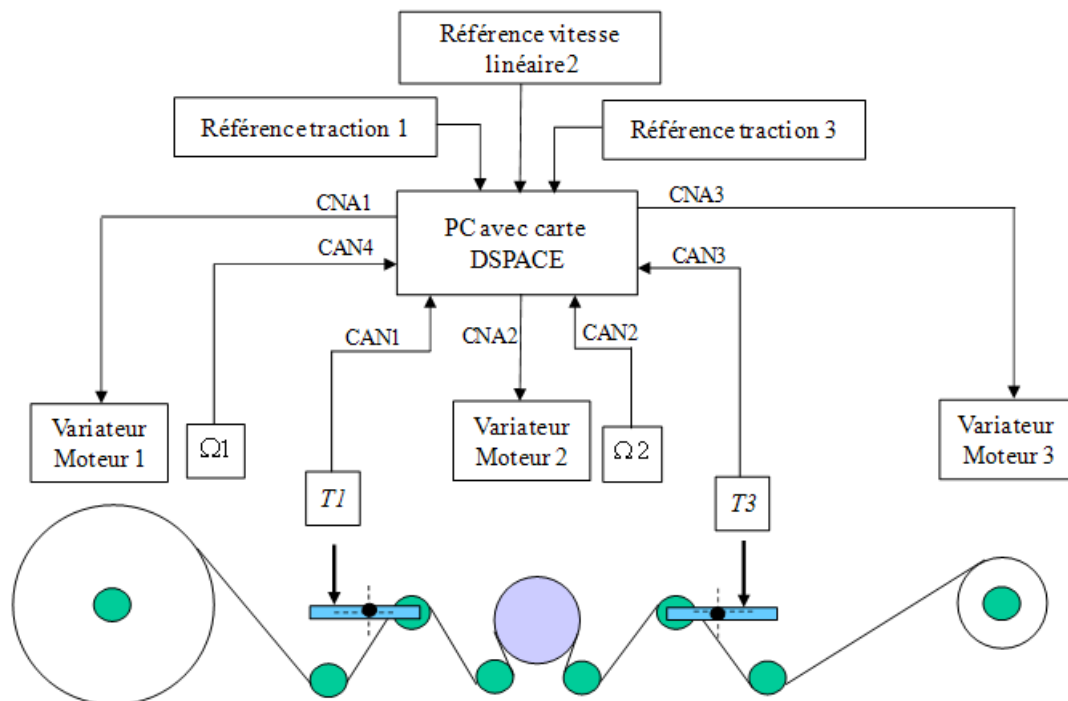 Référence vitesse
linéaire2
Référence traction 1
Référence traction 3
CNA1
CNA3
PC avec carte
DSPACE
CAN4
CAN3
CAN1
CNA2
CAN2
Variateur
Moteur 1
Ω1
Variateur
Moteur 2
Ω2
Variateur
Moteur 3
T1
T3